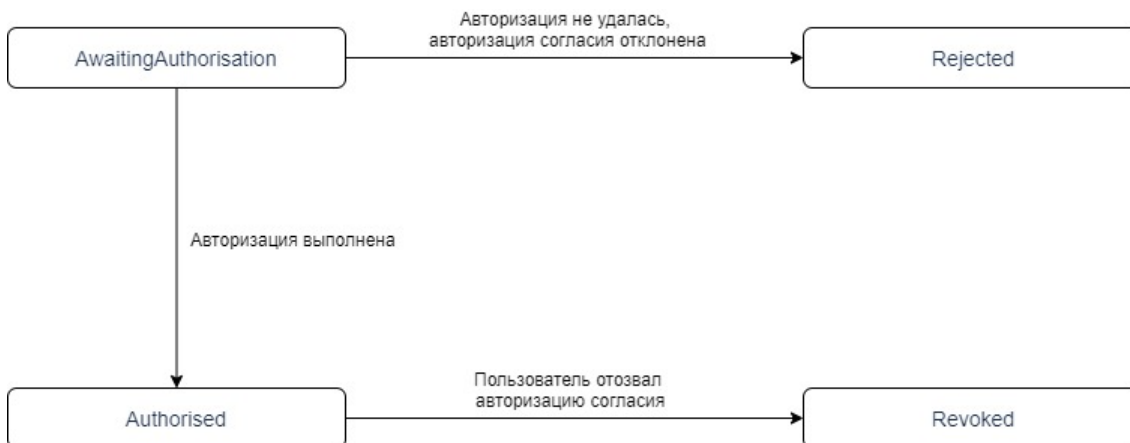 Авторизация не удалась,
авторизация согласия отклонена
AwaitingAuthorisation
Rejected
Авторизация выполнена
Пользователь отозвал
авторизацию согласия
Authorised
Revoked